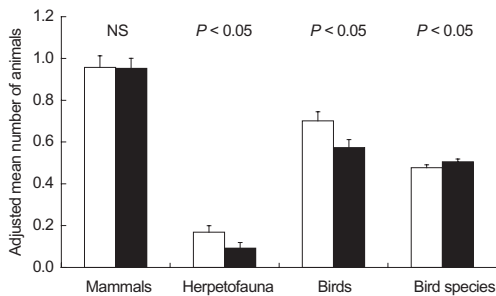 Adjusted mean number of animals
1.2
1.0
0.8
0.6
0.4
0.2
0.0
NS
P < 0.05
P < 0.05
P < 0.05
Mammals
Herpetofauna
Birds
Bird species